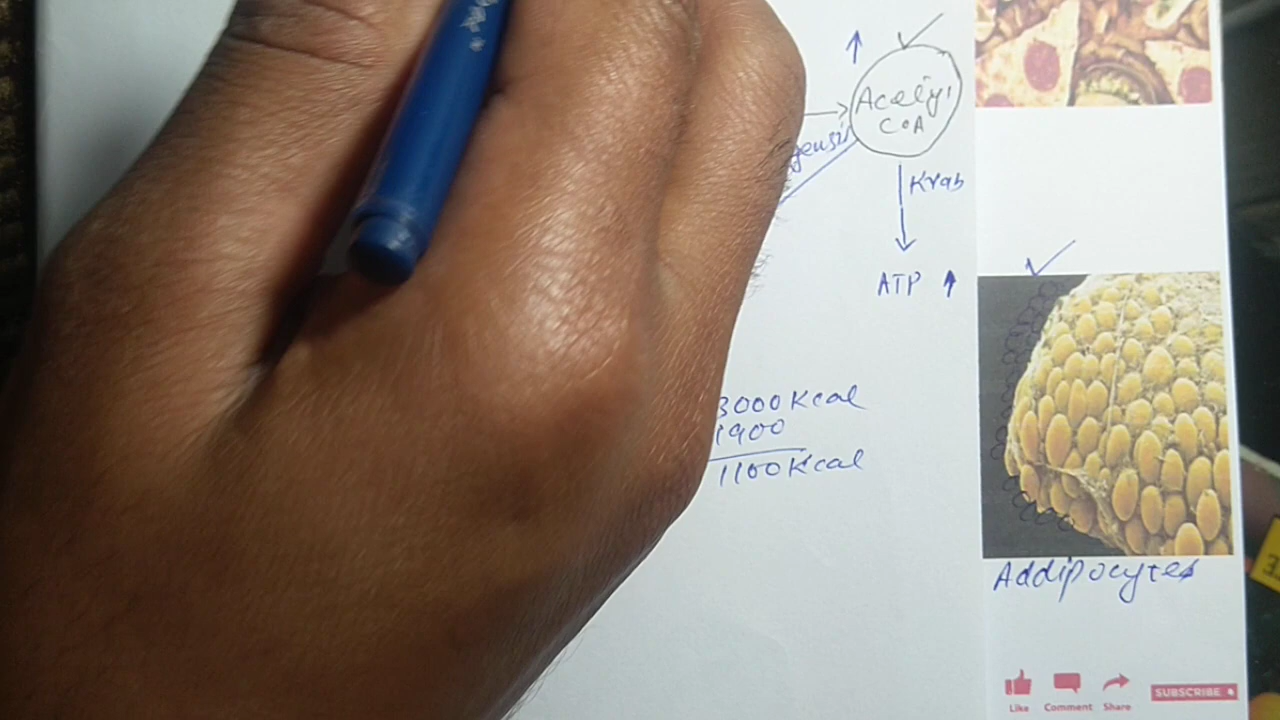 Acetyl
CoA
Krab
ATP
3000 Kcal
1900
1100 Kcal
Addipocytes
Like Comment Share SUBSCRIBE